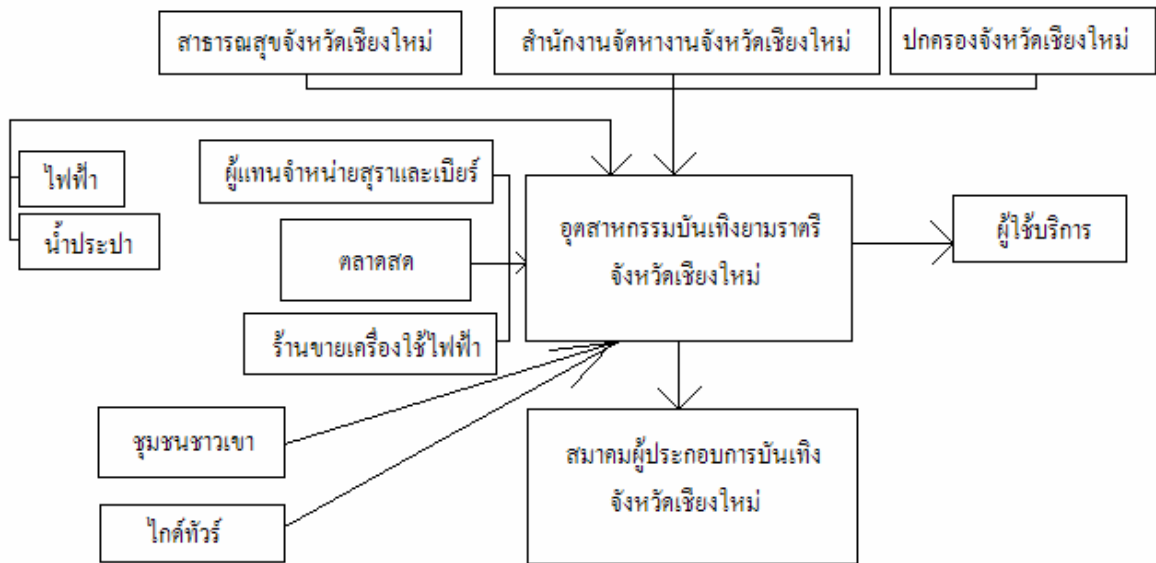 สาธารณสุขจังหวัดเชียงใหม่
สำนักงานจัดหางานจังหวัดเชียงใหม่
ปกครองจังหวัดเชียงใหม่
ไฟฟ้า
น้ำประปา
ผู้แทนจำหน่ายสุราและเบียร์
ตลาดสด
ร้านขายเครื่องใช้ไฟฟ้า
อุตสาหกรรมบันเทิงยามราตรี
จังหวัดเชียงใหม่
ผู้ใช้บริการ
ชุมชนชาวเขา
ไกด์ทัวร์
สมาคมผู้ประกอบการบันเทิง
จังหวัดเชียงใหม่